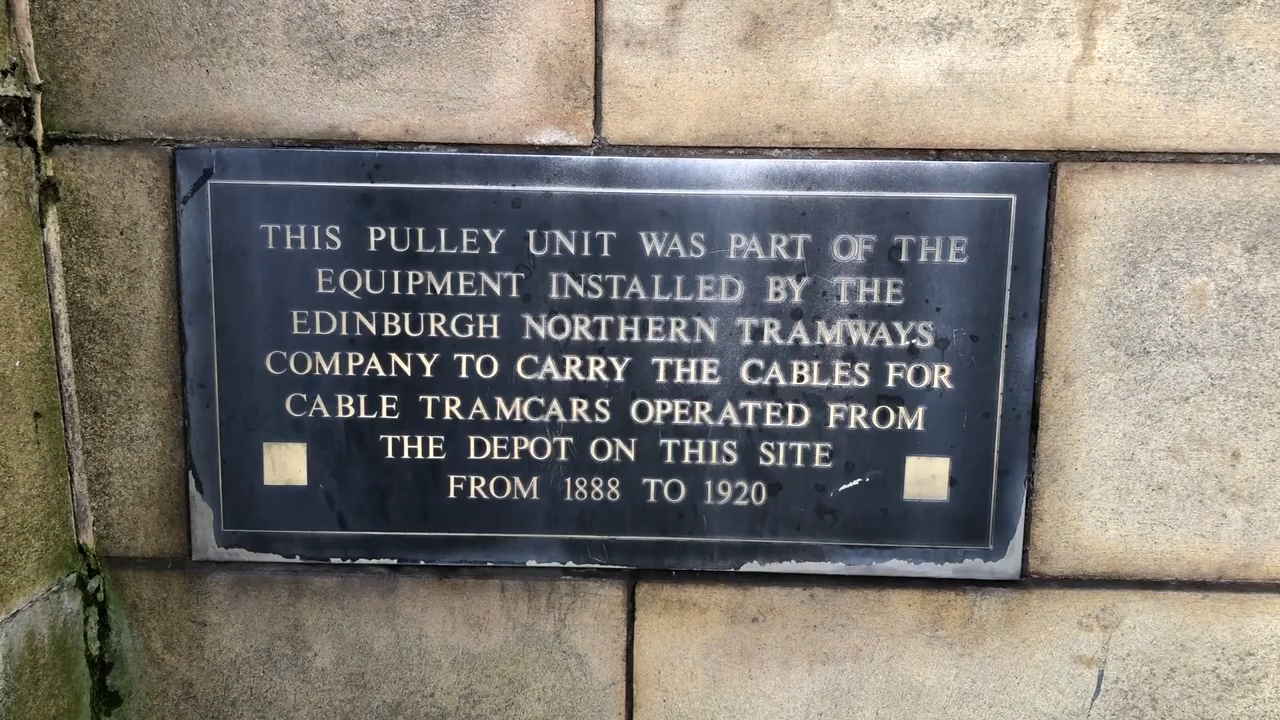 THIS PULLEY UNIT WAS PART OF THE
EQUIPMENT INSTALLED BY THE
EDINBURGH NORTHERN TRAMWAYS
COMPANY TO CARRY THE CABLES FOR
CABLE TRAMCARS OPERATED FROM
THE DEPOT ON THIS SITE
FROM 1888 TO 1920